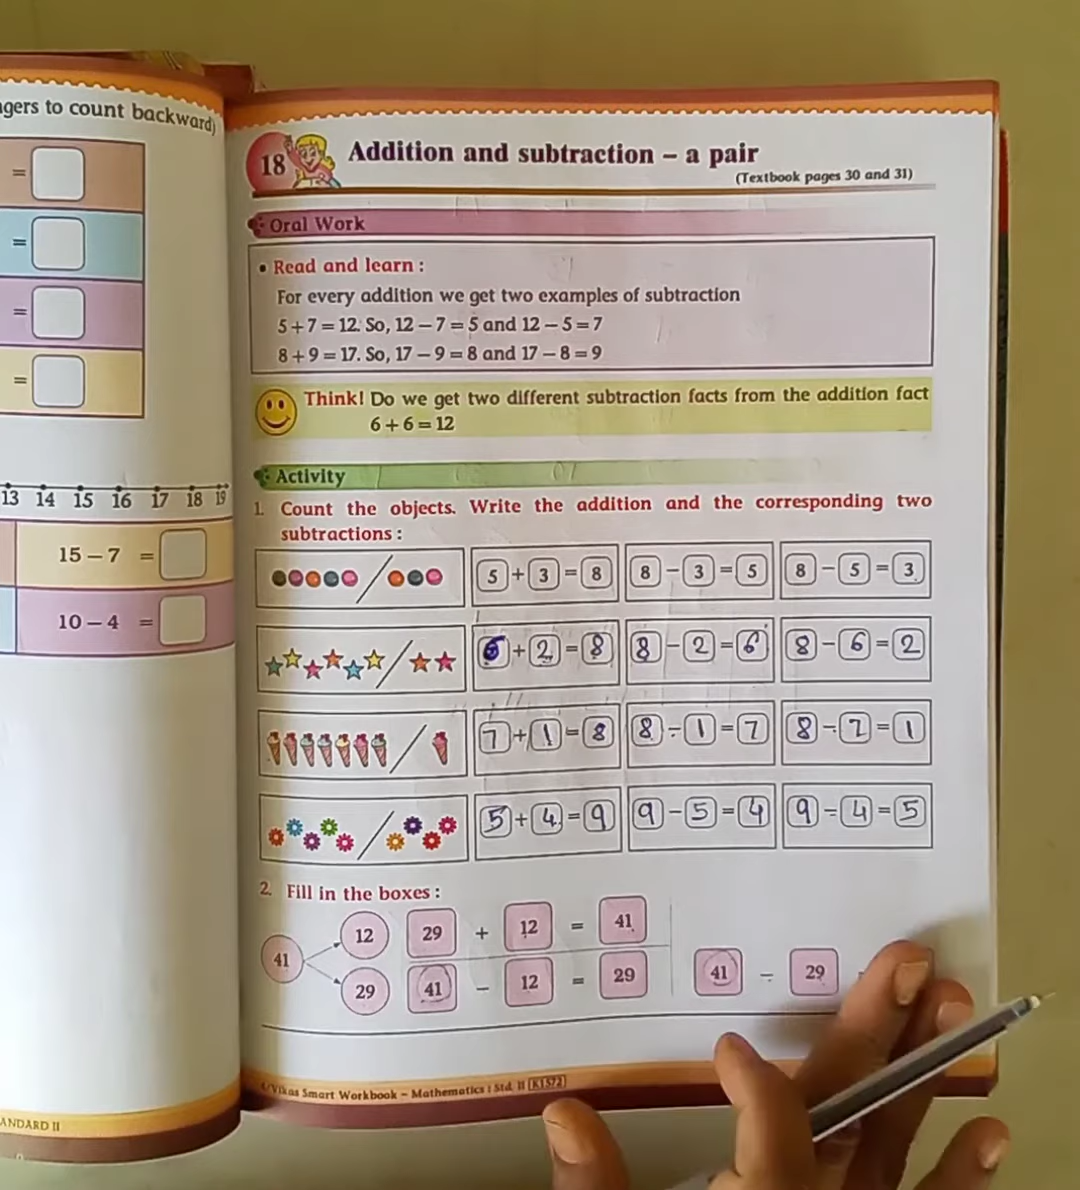 gers to count backward)
=
=
=
=
13 14 15 16 17 18 19
15 – 7 =
10 – 4 =
ANDARD II
18 Addition and subtraction – a pair
(Textbook pages 30 and 31)
Oral Work
• Read and learn :
For every addition we get two examples of subtraction
5 + 7 = 12. So, 12 – 7 = 5 and 12 – 5 = 7
8 + 9 = 17. So, 17 – 9 = 8 and 17 – 8 = 9
Think! Do we get two different subtraction facts from the addition fact
6 + 6 = 12
Activity
1. Count the objects. Write the addition and the corresponding two
subtractions :
5 + 3 = 8 8 – 3 = 5 8 – 5 = 3
6 + 2 = 8 8 – 2 = 6 8 – 6 = 2
7 + 1 = 8 8 – 1 = 7 8 – 7 = 1
5 + 4 = 9 9 – 5 = 4 9 – 4 = 5
2. Fill in the boxes :
41 12 29 + 12 = 41
29 41 – 12 = 29 41 – 29
Vikas Smart Workbook – Mathematics : Std. II [K1572]